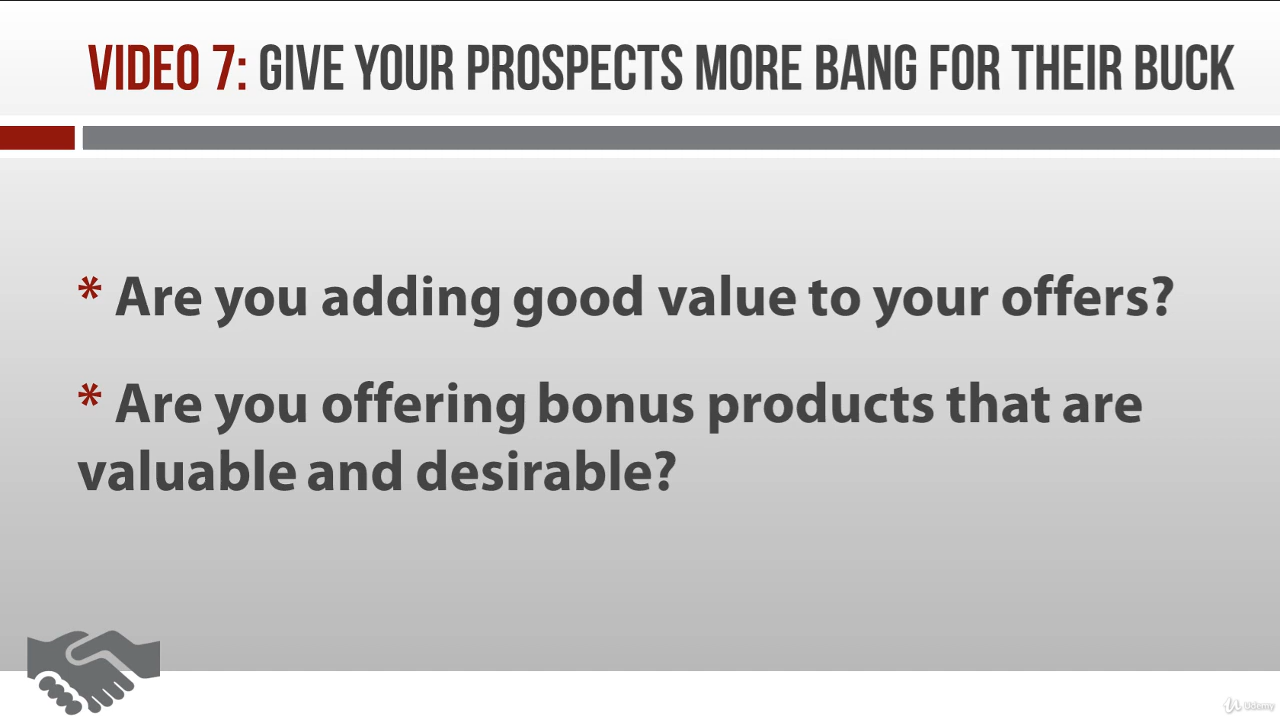 VIDEO 7: GIVE YOUR PROSPECTS MORE BANG FOR THEIR BUCK
* Are you adding good value to your offers?
* Are you offering bonus products that are
valuable and desirable?
Udemy